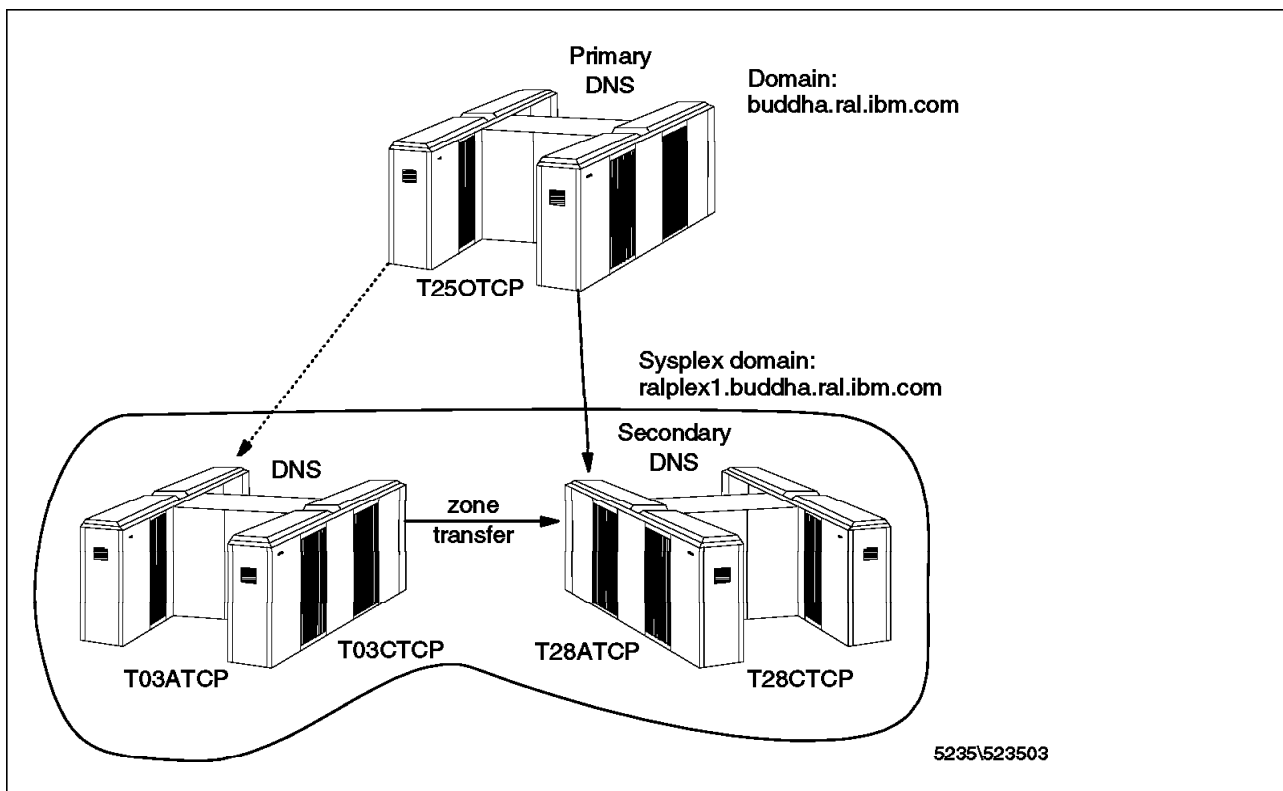 Primary
DNS
Domain:
buddha.ral.ibm.com
T25OTCP
Sysplex domain:
ralplex1.buddha.ral.ibm.com
Secondary
DNS
DNS
zone
transfer
T03ATCP
T03CTCP
T28ATCP
T28CTCP
5235\523503